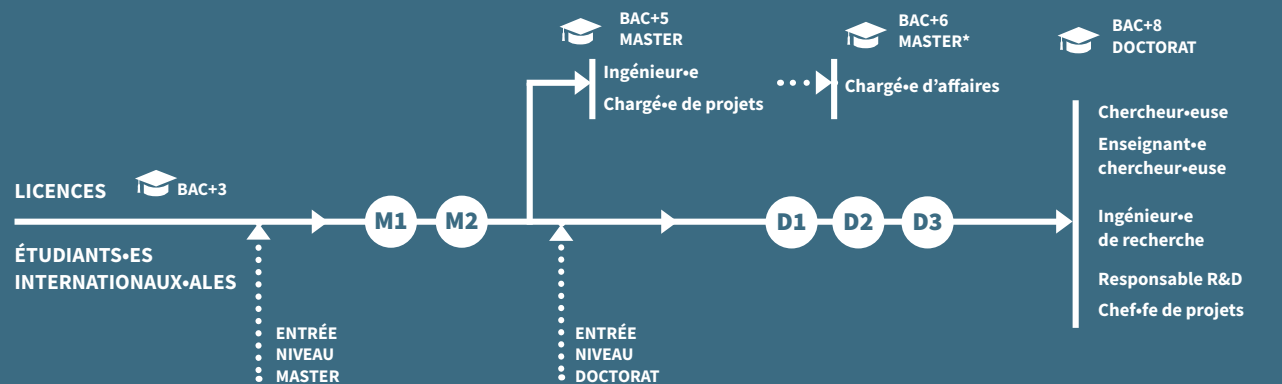 BAC+5
MASTER
Ingénieur•e
Chargé•e de projets
BAC+6
MASTER*
Chargé•e d'affaires
BAC+8
DOCTORAT
Chercheur•euse
Enseignant•e
chercheur•euse
Ingénieur•e
de recherche
Responsable R&D
Chef•fe de projets
LICENCES
BAC+3
M1
M2
D1
D2
D3
ÉTUDIANTS•ES
INTERNATIONAUX•ALES
ENTRÉE
NIVEAU
MASTER
ENTRÉE
NIVEAU
DOCTORAT